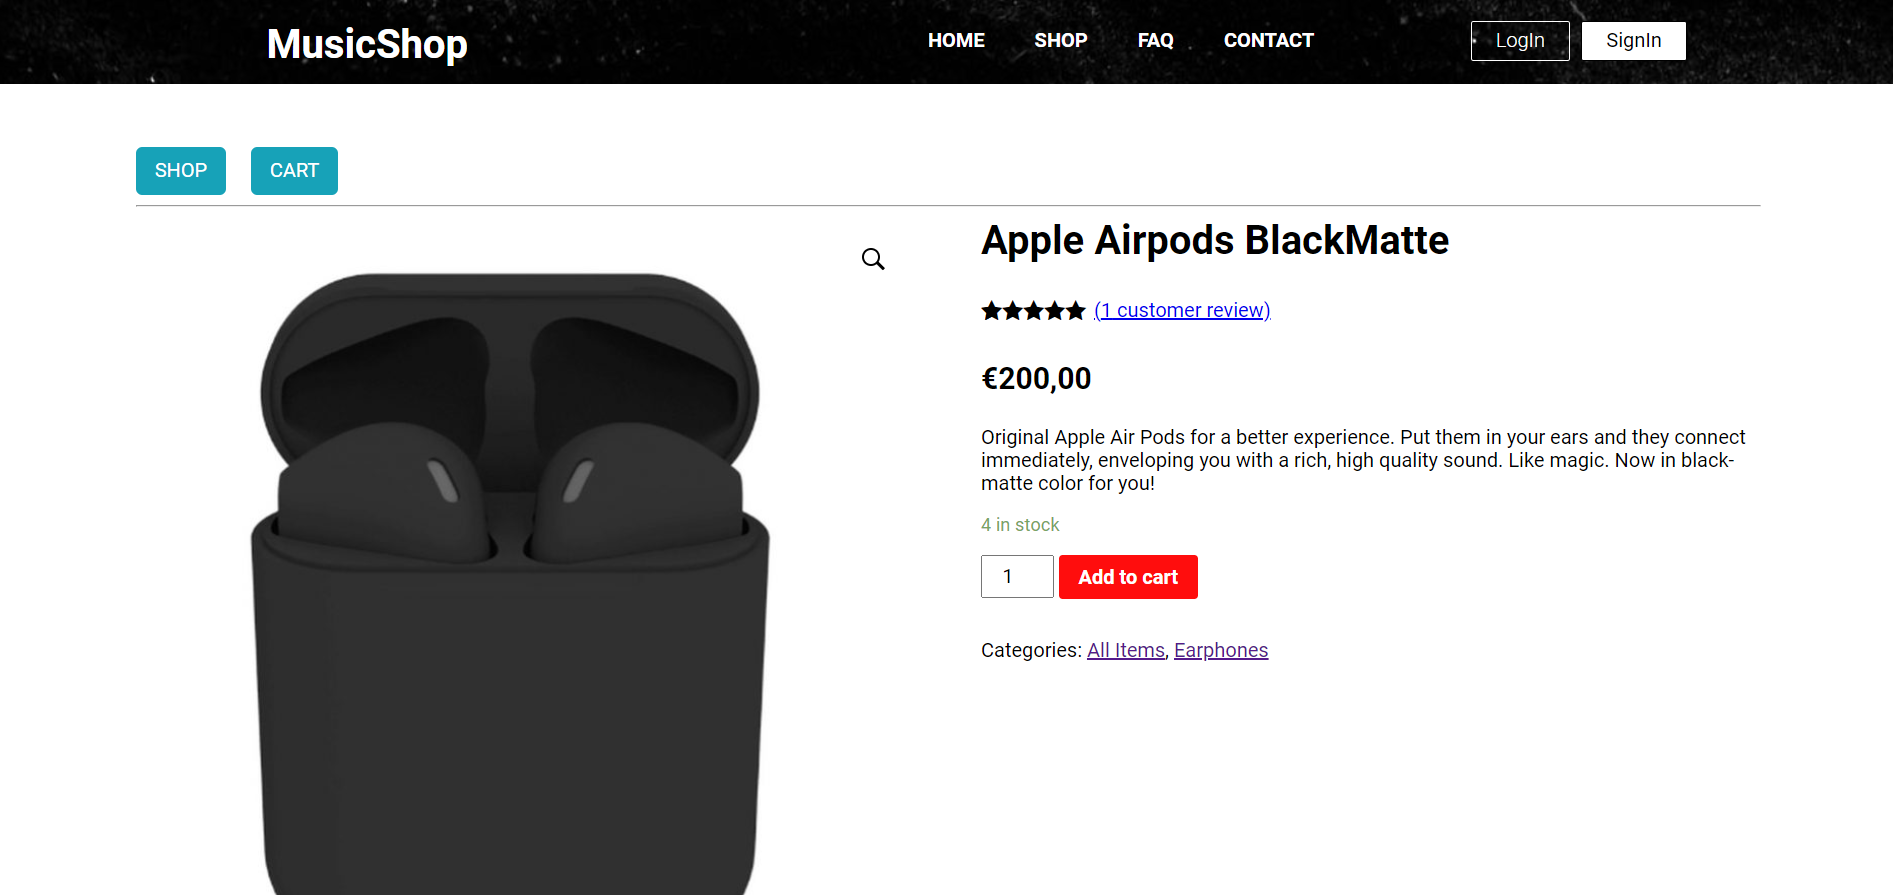 MusicShop
HOME SHOP FAQ CONTACT
LogIn SignIn
SHOP CART
Apple Airpods BlackMatte
(1 customer review)
€200,00
Original Apple Air Pods for a better experience. Put them in your ears and they connect
immediately, enveloping you with a rich, high quality sound. Like magic. Now in black-
matte color for you!
4 in stock
1 Add to cart
Categories: All Items, Earphones